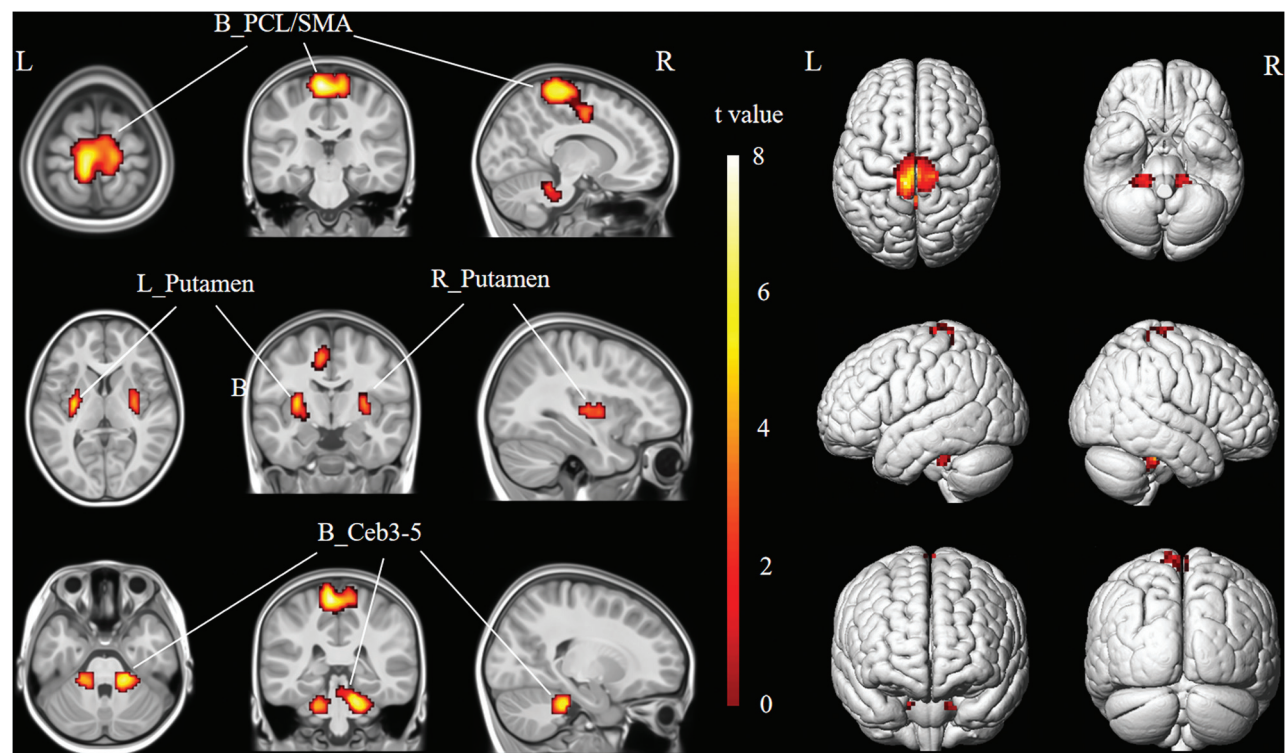 B_PCL/SMA
L
R
t value
8
6
4
2
0
L
R
L_Putamen
R_Putamen
B
B_Ceb3-5